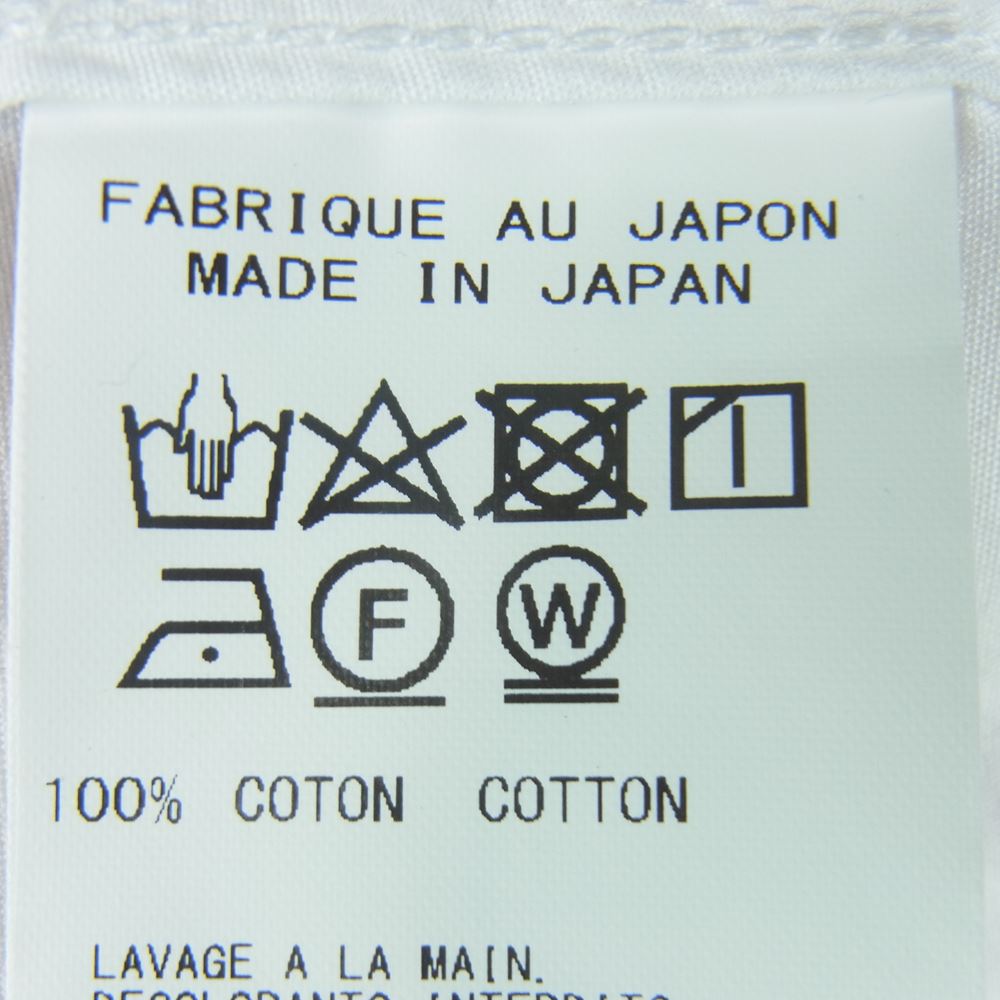 FABRIQUE AU JAPON
MADE IN JAPAN
F W
100% COTON COTTON
LAVAGE A LA MAIN.